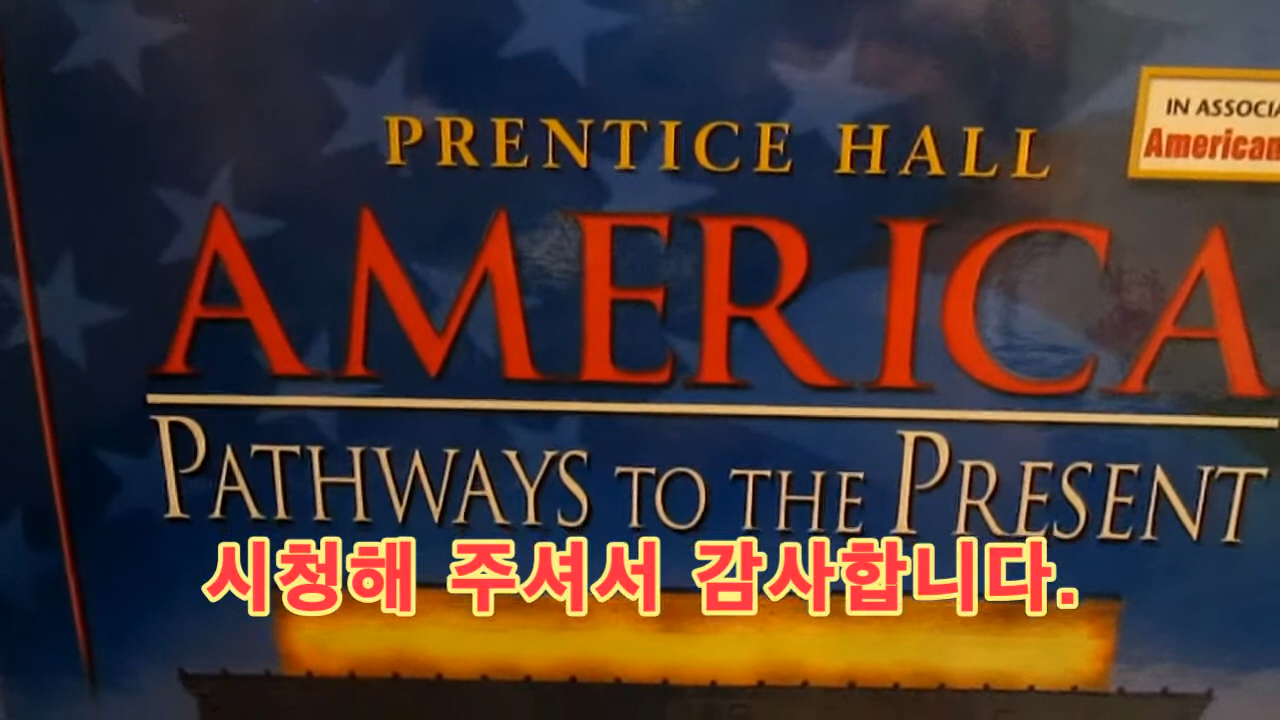 PRENTICE HALL
IN ASSOCIA
American
AMERICA
PATHWAYS TO THE PRESENT
시청해 주셔서 감사합니다.